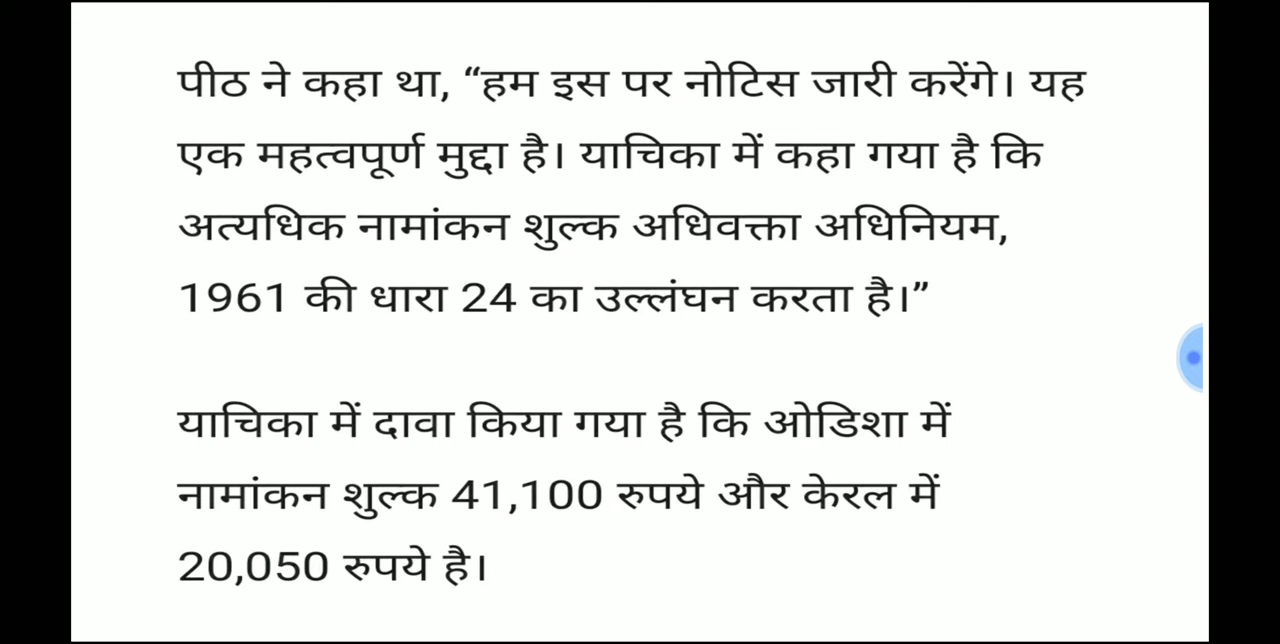 पीठ ने कहा था, “हम इस पर नोटिस जारी करेंगे। यह
एक महत्वपूर्ण मुद्दा है। याचिका में कहा गया है कि
अत्यधिक नामांकन शुल्क अधिवक्ता अधिनियम,
1961 की धारा 24 का उल्लंघन करता है।”
याचिका में दावा किया गया है कि ओडिशा में
नामांकन शुल्क 41,100 रुपये और केरल में
20,050 रुपये है।